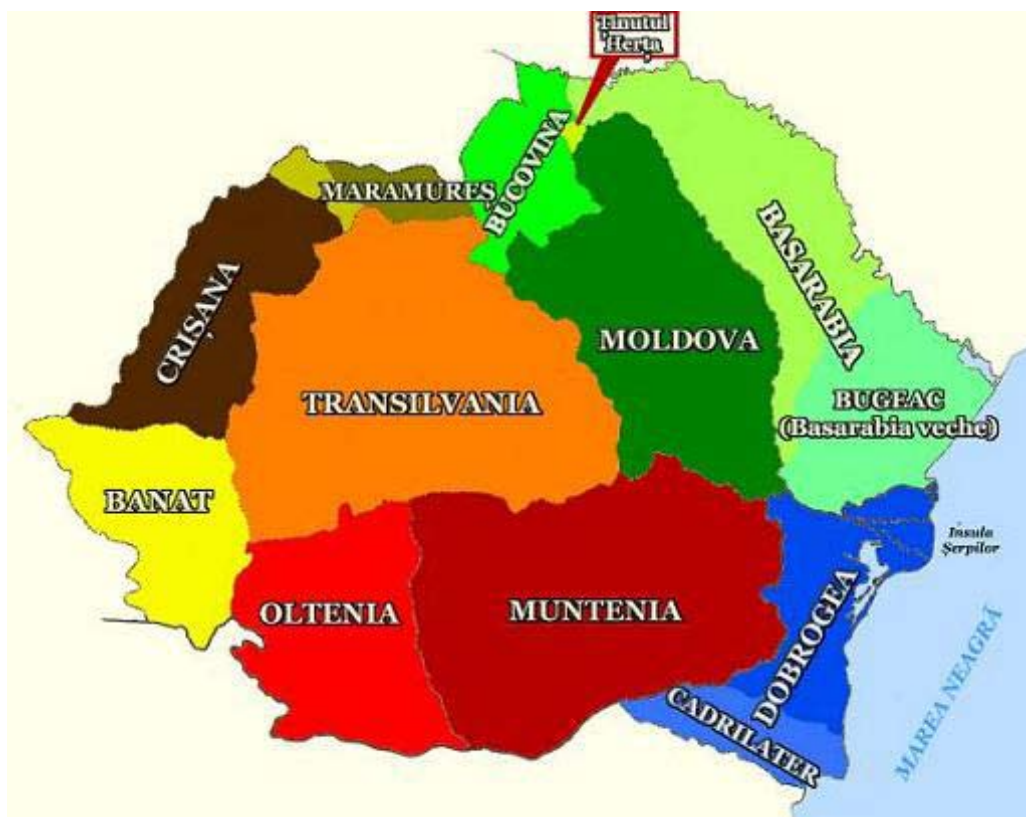 Ținutul
Herța
BUCOVINA
MARAMUREȘ
BASARABIA
CRIȘANA
MOLDOVA
TRANSILVANIA
BUGEAC
(Basarabia veche)
BANAT
Insula
Șerpilor
OLTENIA
MUNTENIA
DOBROGEA
CADRILATER
MAREA NEAGRĂ